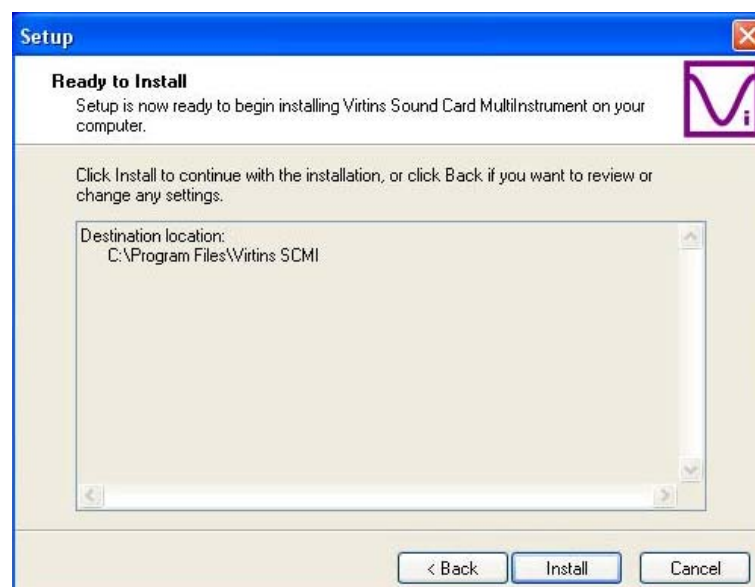 Setup
Ready to Install
Setup is now ready to begin installing Virtins Sound Card MultiInstrument on your
computer.
Vi
Click Install to continue with the installation, or click Back if you want to review or
change any settings.
Destination location:
C:\Program Files\Virtins SCMI
< Back
Install
Cancel